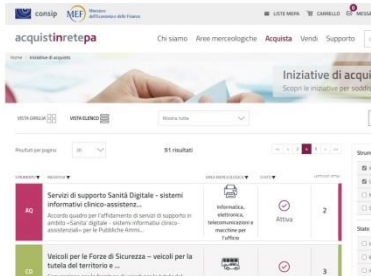 consip MEF Ministero dell'Economia e delle Finanze LISTE MEPA CARRELLO
acquistinretepa Chi siamo Aree merceologiche Acquista Vendi Supporto
Home Iniziative di acquisto
Iniziative di acqui
Scopri le iniziative per soddis
VISTA GRIGLIA VISTA ELENCO Mostra tutte
Risultati per pagina 91 risultati
Servizi di supporto Sanità Digitale - sistemi
informativi clinico-assistenz...
AQ
Accordo quadro per l'affidamento di servizi di supporto in
ambito «Sanità digitale - sistemi informativi clinico-
assistenziali» per le Pubbliche Ammi...
Informatica,
elettronica,
telecomunicazioni e
macchine per
l'ufficio
Attiva
2
State
Veicoli per le Forze di Sicurezza – veicoli per la
tutela del territorio e ...
CO
3